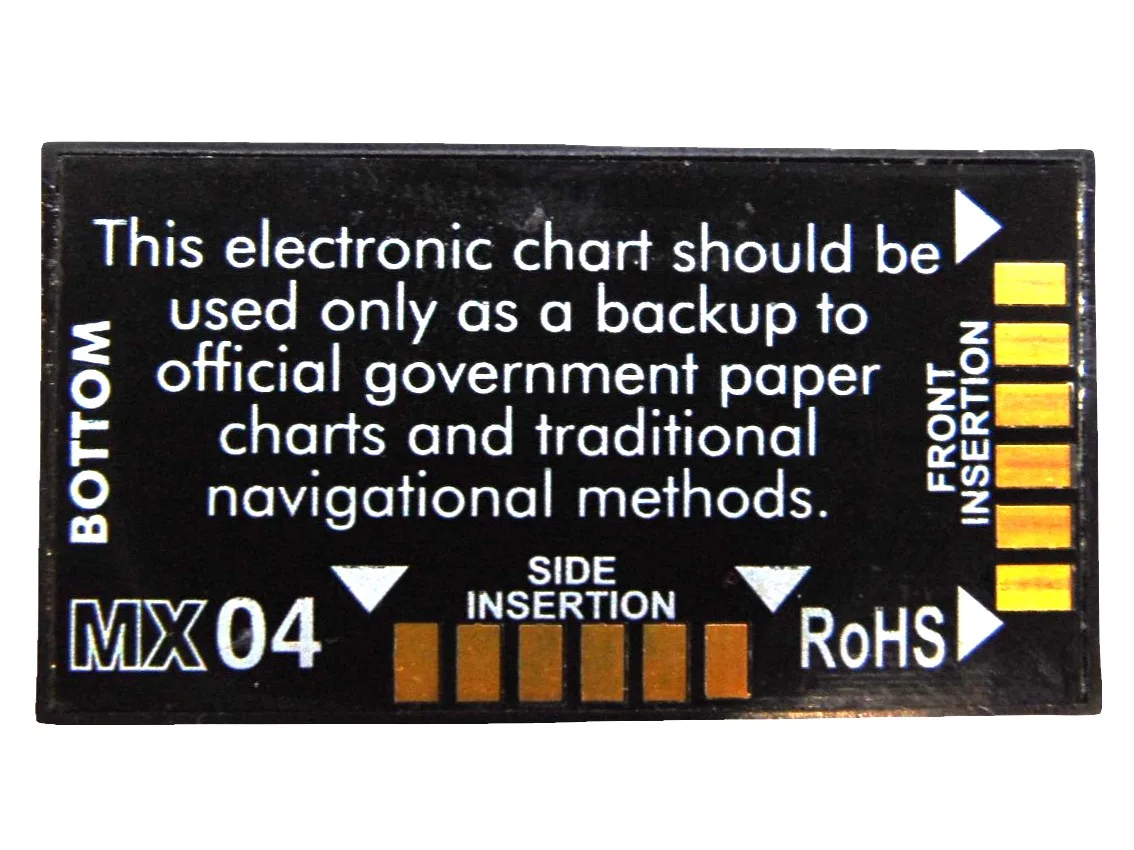 This electronic chart should be
used only as a backup to
official government paper
charts and traditional
navigational methods.
BOTTOM
FRONT
INSERTION
SIDE
INSERTION
MX04
RoHS